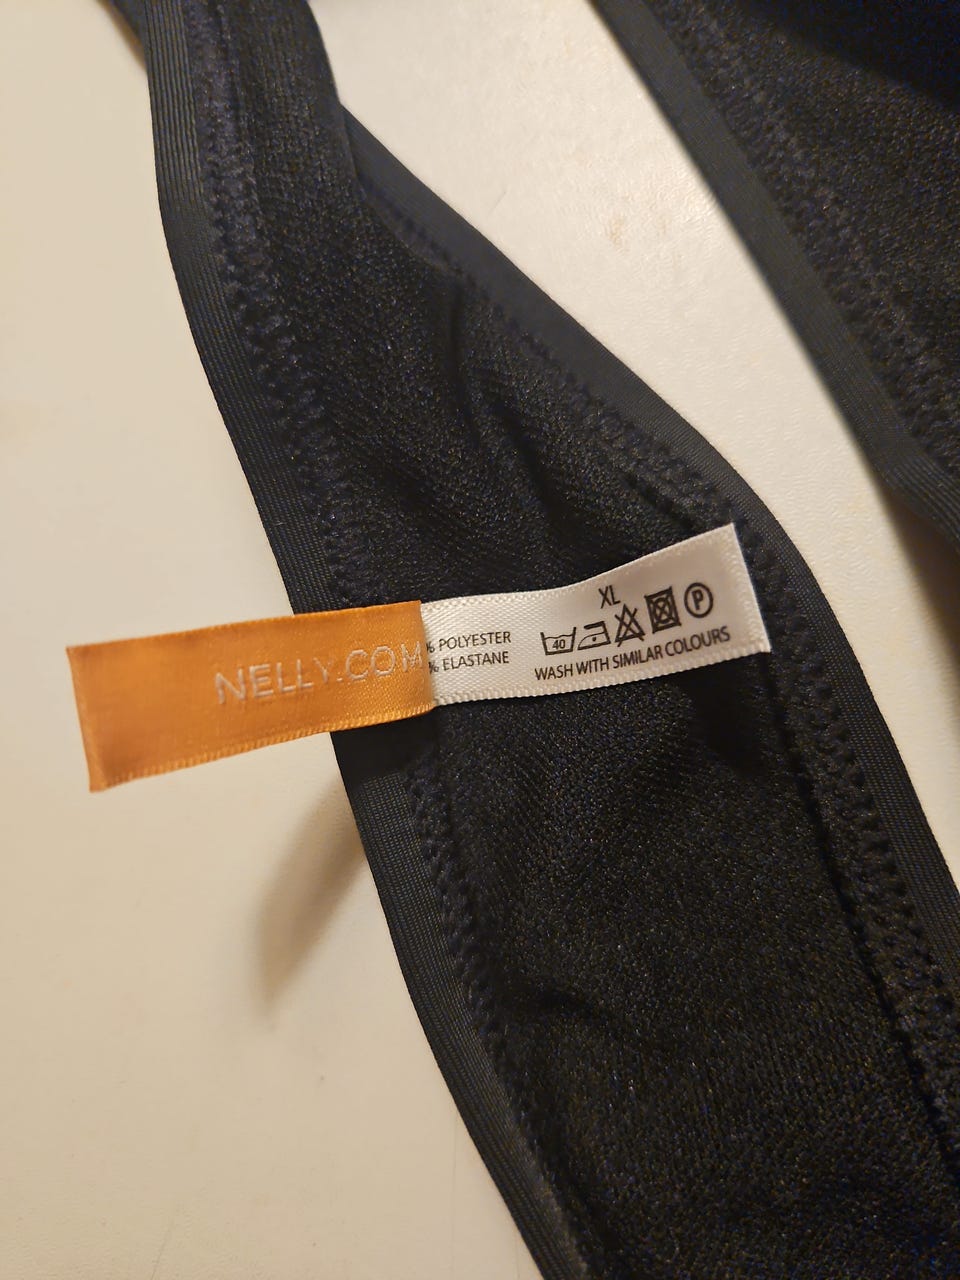 NELLY.COM
% POLYESTER
% ELASTANE
XL
40
P
WASH WITH SIMILAR COLOURS